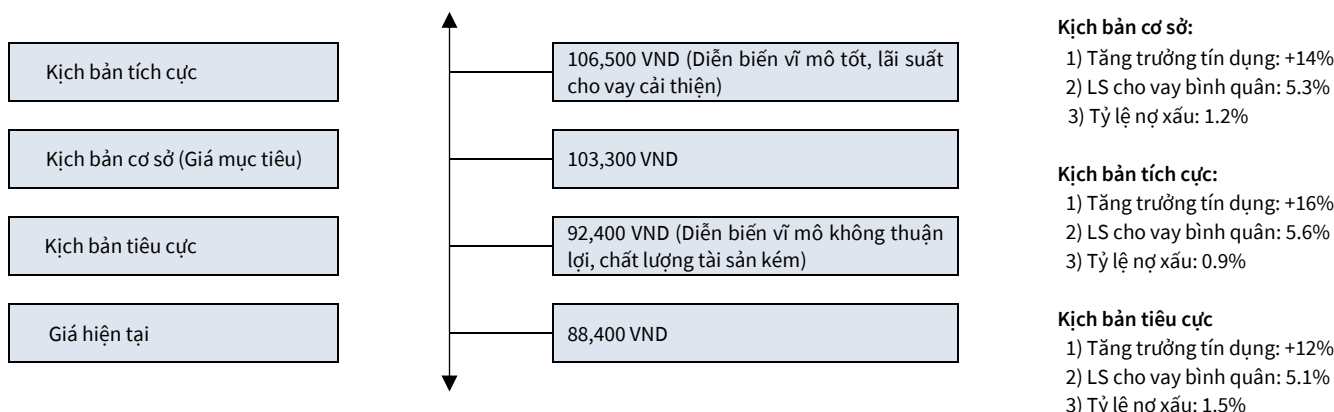 Kịch bản tích cực
106,500 VND (Diễn biến vĩ mô tốt, lãi suất
cho vay cải thiện)
Kịch bản cơ sở (Giá mục tiêu)
103,300 VND
Kịch bản tiêu cực
92,400 VND (Diễn biến vĩ mô không thuận
lợi, chất lượng tài sản kém)
Giá hiện tại
88,400 VND
Kịch bản cơ sở:
1) Tăng trưởng tín dụng: +14%
2) LS cho vay bình quân: 5.3%
3) Tỷ lệ nợ xấu: 1.2%
Kịch bản tích cực:
1) Tăng trưởng tín dụng: +16%
2) LS cho vay bình quân: 5.6%
3) Tỷ lệ nợ xấu: 0.9%
Kịch bản tiêu cực
1) Tăng trưởng tín dụng: +12%
2) LS cho vay bình quân: 5.1%
3) Tỷ lệ nợ xấu: 1.5%